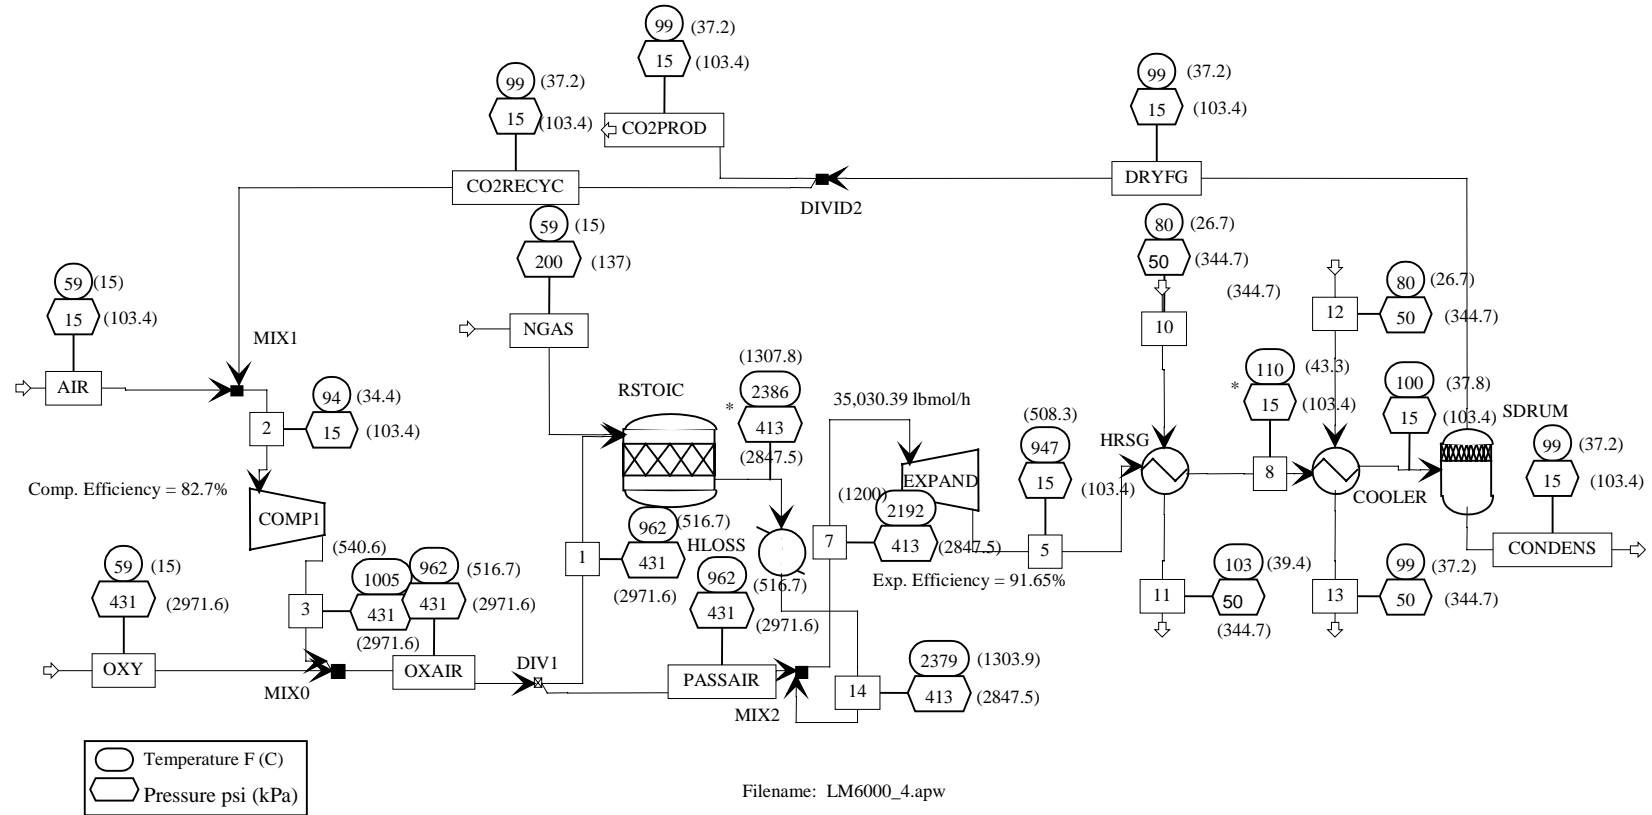 99 (37.2)
15 (103.4)
CO2PROD
99 (37.2)
15 (103.4)
CO2RECYC
99 (37.2)
15 (103.4)
DRYFG
DIVID2
59 (15)
200 (137)
NGAS
80 (26.7)
50 (344.7)
(344.7)
10
80 (26.7)
12 50 (344.7)
59 (15)
15 (103.4)
AIR
MIX1
94 (34.4)
2 15 (103.4)
Comp. Efficiency = 82.7%
COMP1
RSTOIC
(1307.8)
* 2386
413
(2847.5)
35,030.39 lbmol/h
EXPAND
(508.3)
947
15 (103.4)
5
HRSG
110 (43.3)
* 15 (103.4)
8
COOLER
100 (37.8)
15 (103.4)
SDRUM
99 (37.2)
15 (103.4)
CONDENS
59 (15)
431 (2971.6)
OXY
(540.6)
1005
3 431
(2971.6)
962 (516.7)
431 (2971.6)
OXAIR
MIX0
DIV1
962 (516.7)
1 431
(2971.6)
HLOSS
962 (516.7)
431 (2971.6)
PASSAIR
MIX2
(1200)
2192
7 413 (2847.5)
Exp. Efficiency = 91.65%
2379 (1303.9)
14 413 (2847.5)
103 (39.4)
11 50
(344.7)
99 (37.2)
13 50 (344.7)
Temperature F (C)
Pressure psi (kPa)
Filename: LM6000_4.apw